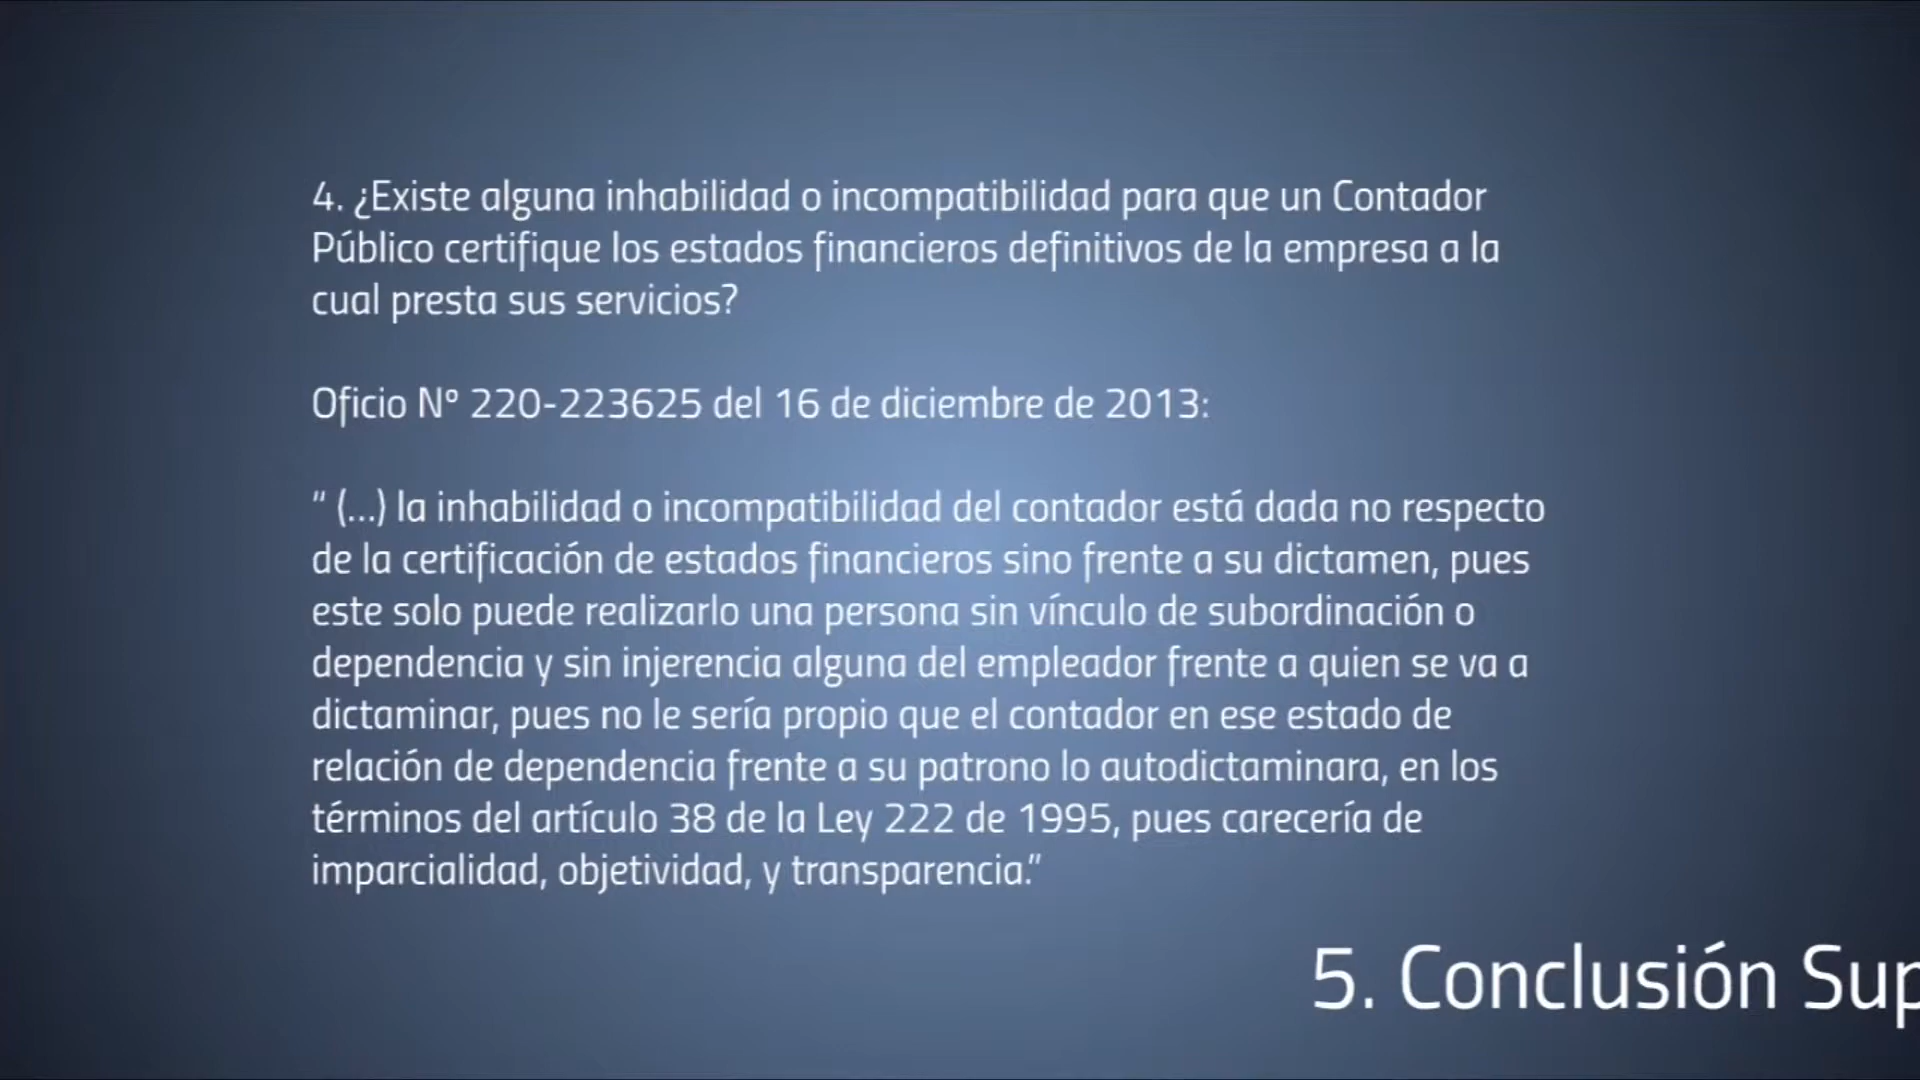 4. ¿Existe alguna inhabilidad o incompatibilidad para que un Contador
Público certifique los estados financieros definitivos de la empresa a la
cual presta sus servicios?
Oficio Nº 220-223625 del 16 de diciembre de 2013:
“ (...) la inhabilidad o incompatibilidad del contador está dada no respecto
de la certificación de estados financieros sino frente a su dictamen, pues
este solo puede realizarlo una persona sin vínculo de subordinación o
dependencia y sin injerencia alguna del empleador frente a quien se va a
dictaminar, pues no le sería propio que el contador en ese estado de
relación de dependencia frente a su patrono lo autodictaminara, en los
términos del artículo 38 de la Ley 222 de 1995, pues carecería de
imparcialidad, objetividad, y transparencia.”
5. Conclusión Sup